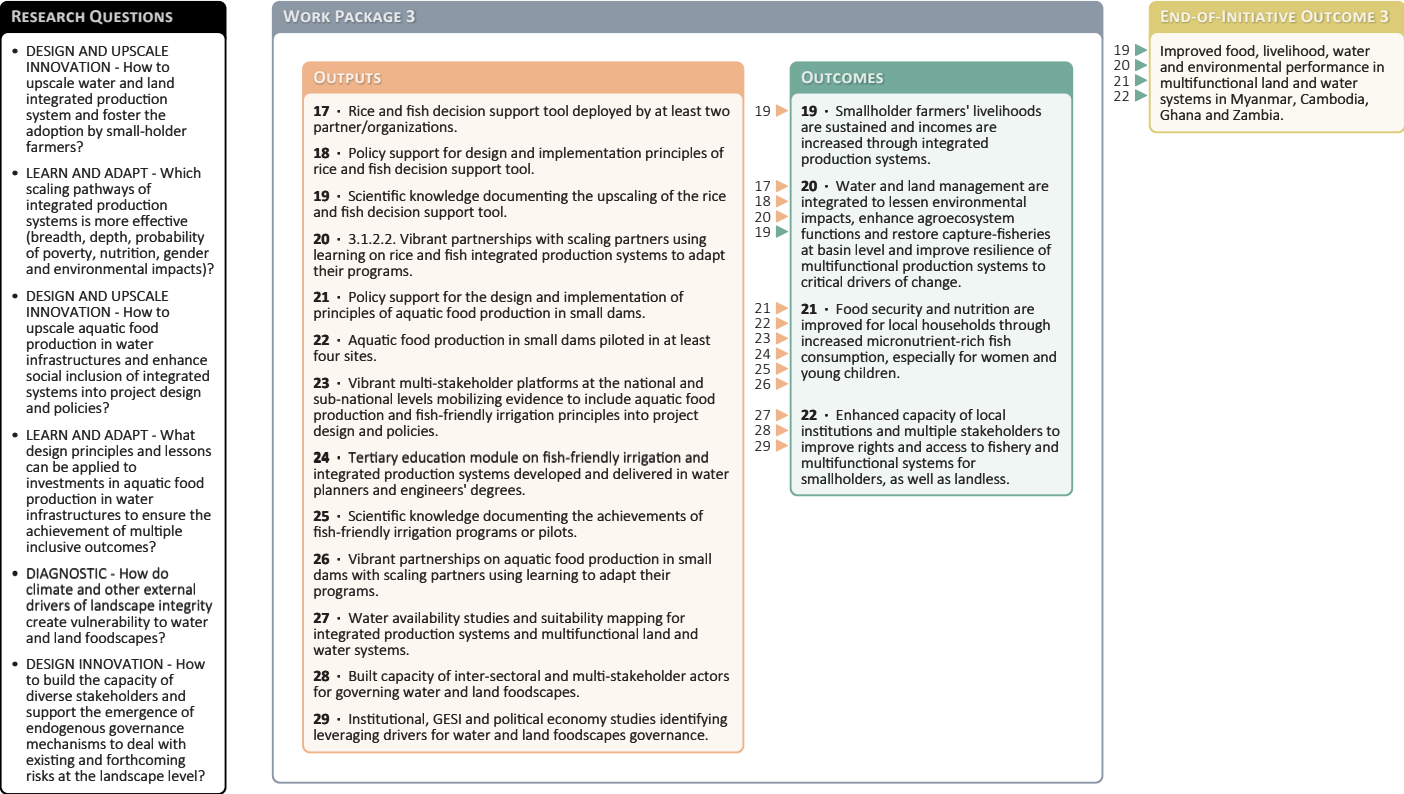 RESEARCH QUESTIONS
• DESIGN AND UPSCALE
INNOVATION - How to
upscale water and land
integrated production
system and foster the
adoption by small-holder
farmers?
• LEARN AND ADAPT - Which
scaling pathways of
integrated production
systems is more effective
(breadth, depth, probability
of poverty, nutrition, gender
and environmental impacts)?
• DESIGN AND UPSCALE
INNOVATION - How to
upscale aquatic food
production in water
infrastructures and enhance
social inclusion of integrated
systems into project design
and policies?
• LEARN AND ADAPT - What
design principles and lessons
can be applied to
investments in aquatic food
production in water
infrastructures to ensure the
achievement of multiple
inclusive outcomes?
• DIAGNOSTIC - How do
climate and other external
drivers of landscape integrity
create vulnerability to water
and land foodscapes?
• DESIGN INNOVATION - How
to build the capacity of
diverse stakeholders and
support the emergence of
endogenous governance
mechanisms to deal with
existing and forthcoming
risks at the landscape level?
WORK PACKAGE 3
OUTPUTS
17 · Rice and fish decision support tool deployed by at least two
partner/organizations.
18 · Policy support for design and implementation principles of
rice and fish decision support tool.
19 · Scientific knowledge documenting the upscaling of the rice
and fish decision support tool.
20 · 3.1.2.2. Vibrant partnerships with scaling partners using
learning on rice and fish integrated production systems to adapt
their programs.
21 · Policy support for the design and implementation of
principles of aquatic food production in small dams.
22 · Aquatic food production in small dams piloted in at least
four sites.
23 · Vibrant multi-stakeholder platforms at the national and
sub-national levels mobilizing evidence to include aquatic food
production and fish-friendly irrigation principles into project
design and policies.
24 · Tertiary education module on fish-friendly irrigation and
integrated production systems developed and delivered in water
planners and engineers' degrees.
25 · Scientific knowledge documenting the achievements of
fish-friendly irrigation programs or pilots.
26 · Vibrant partnerships on aquatic food production in small
dams with scaling partners using learning to adapt their
programs.
27 · Water availability studies and suitability mapping for
integrated production systems and multifunctional land and
water systems.
28 · Built capacity of inter-sectoral and multi-stakeholder actors
for governing water and land foodscapes.
29 · Institutional, GESI and political economy studies identifying
leveraging drivers for water and land foodscapes governance.
OUTCOMES
19
19 · Smallholder farmers' livelihoods
are sustained and incomes are
increased through integrated
production systems.
17
18
20
19
20 · Water and land management are
integrated to lessen environmental
impacts, enhance agroecosystem
functions and restore capture-fisheries
at basin level and improve resilience of
multifunctional production systems to
critical drivers of change.
21
22
23
24
25
26
21 · Food security and nutrition are
improved for local households through
increased micronutrient-rich fish
consumption, especially for women and
young children.
27
28
29
22 · Enhanced capacity of local
institutions and multiple stakeholders to
improve rights and access to fishery and
multifunctional systems for
smallholders, as well as landless.
END-OF-INITIATIVE OUTCOME 3
19
20
21
22
Improved food, livelihood, water
and environmental performance in
multifunctional land and water
systems in Myanmar, Cambodia,
Ghana and Zambia.